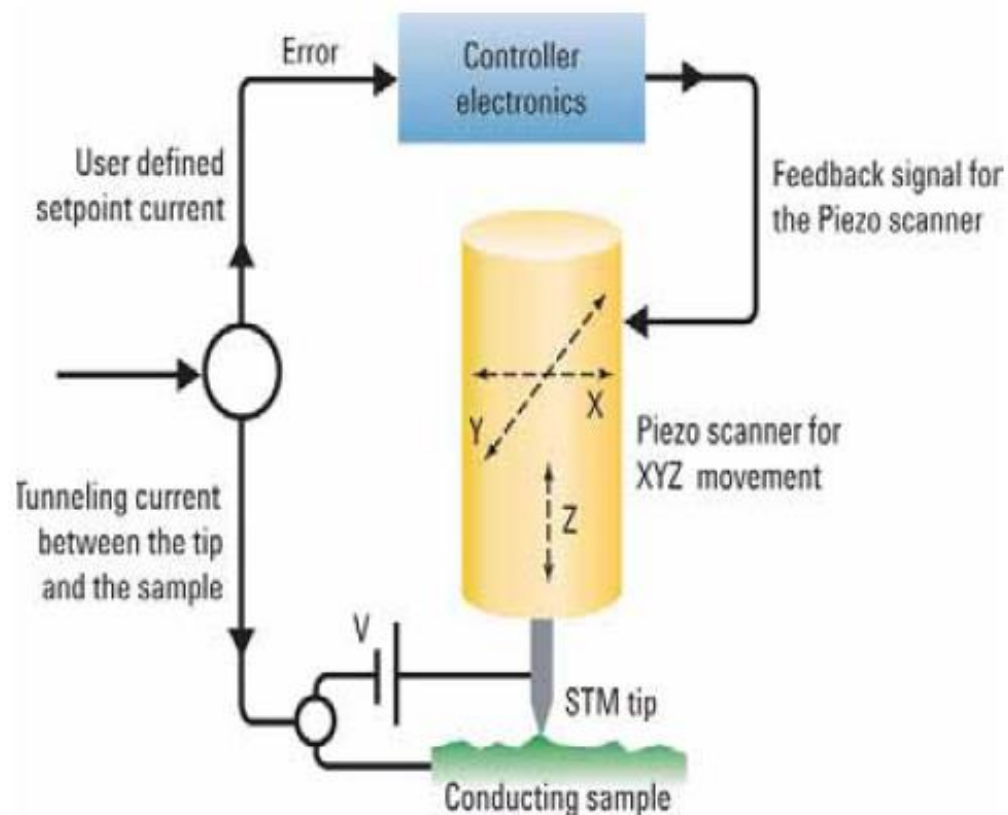 Error
Controller
electronics
User defined
setpoint current
Feedback signal for
the Piezo scanner
X
Y
Piezo scanner for
XYZ movement
Z
Tunneling current
between the tip
and the sample
V
STM tip
Conducting sample